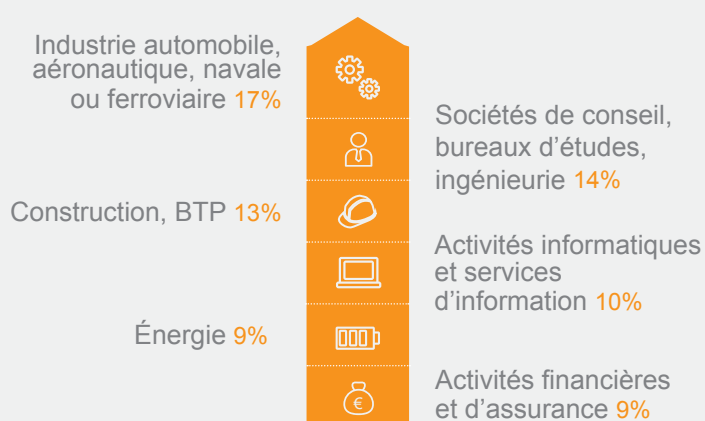 Industrie automobile,
aéronautique, navale
ou ferroviaire 17%
Sociétés de conseil,
bureaux d’études,
ingénieurie 14%
Construction, BTP 13%
Activités informatiques
et services
d’information 10%
Énergie 9%
Activités financières
et d’assurance 9%
€